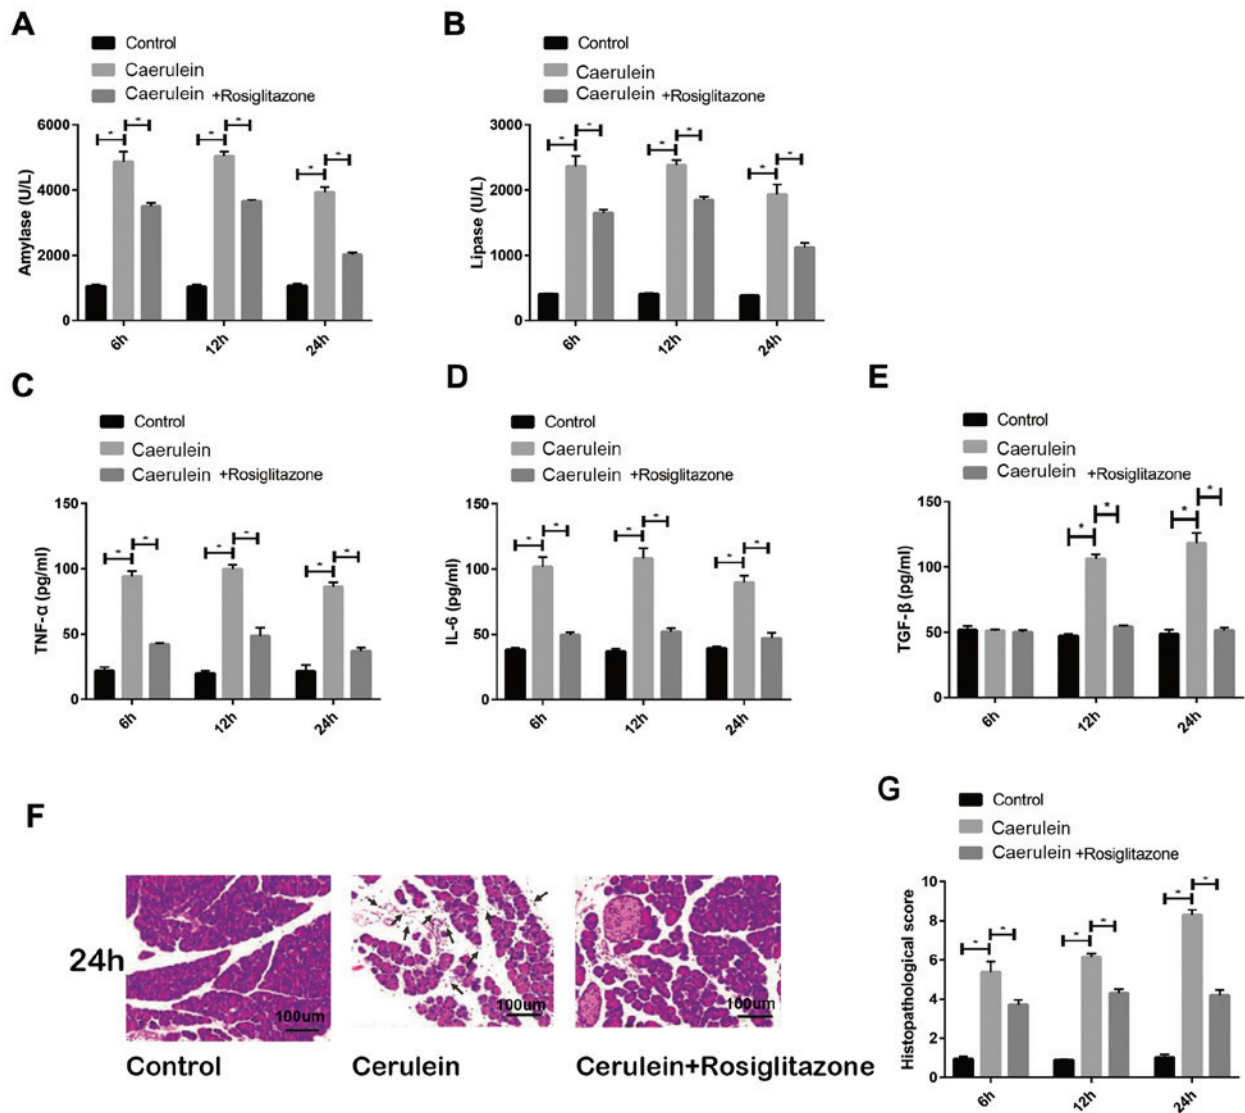 A
Control
Caerulein
Caerulein +Rosiglitazone
6000
4000
2000
0
Amylase (U/L)
* * * * * *
6h 12h 24h
B
Control
Caerulein
Caerulein +Rosiglitazone
3000
2000
1000
0
Lipase (U/L)
* * * * * *
6h 12h 24h
C
Control
Caerulein
Caerulein +Rosiglitazone
150
100
50
0
TNF-α (pg/ml)
* * * * * *
6h 12h 24h
D
Control
Caerulein
Caerulein +Rosiglitazone
150
100
50
0
IL-6 (pg/ml)
* * * * * *
6h 12h 24h
E
Control
Caerulein
Caerulein +Rosiglitazone
150
100
50
0
TGF-β (pg/ml)
* * * *
6h 12h 24h
F
24h
100um 100um 100um
Control Cerulein Cerulein+Rosiglitazone
G
Control
Caerulein
Caerulein +Rosiglitazone
10
8
6
4
2
0
Histopathological score
* * * * * *
6h 12h 24h